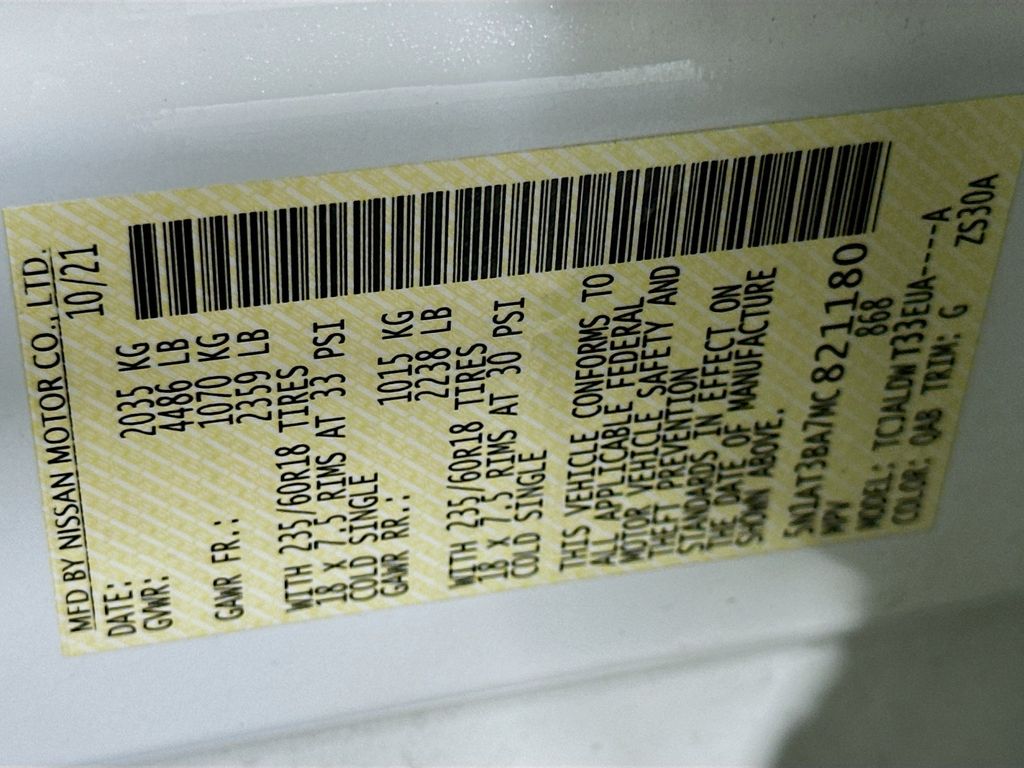 MFD BY NISSAN MOTOR CO., LTD.
DATE: 10/21
GVWR: 2035 KG
4486 LB
GAWR FR.: 1070 KG
2359 LB
WITH 235/60R18 TIRES
18 X 7.5 RIMS AT 33 PSI
COLD SINGLE
GAWR RR.: 1015 KG
2238 LB
WITH 235/60R18 TIRES
18 X 7.5 RIMS AT 30 PSI
COLD SINGLE
THIS VEHICLE CONFORMS TO
ALL APPLICABLE FEDERAL
MOTOR VEHICLE SAFETY AND
THEFT PREVENTION
STANDARDS IN EFFECT ON
THE DATE OF MANUFACTURE
SHOWN ABOVE.
5N1AT3BA7MC821180
MPV 868
MODEL: TCJALDWT33EUA----A
COLOR: QAB TRIM: G ZS30A